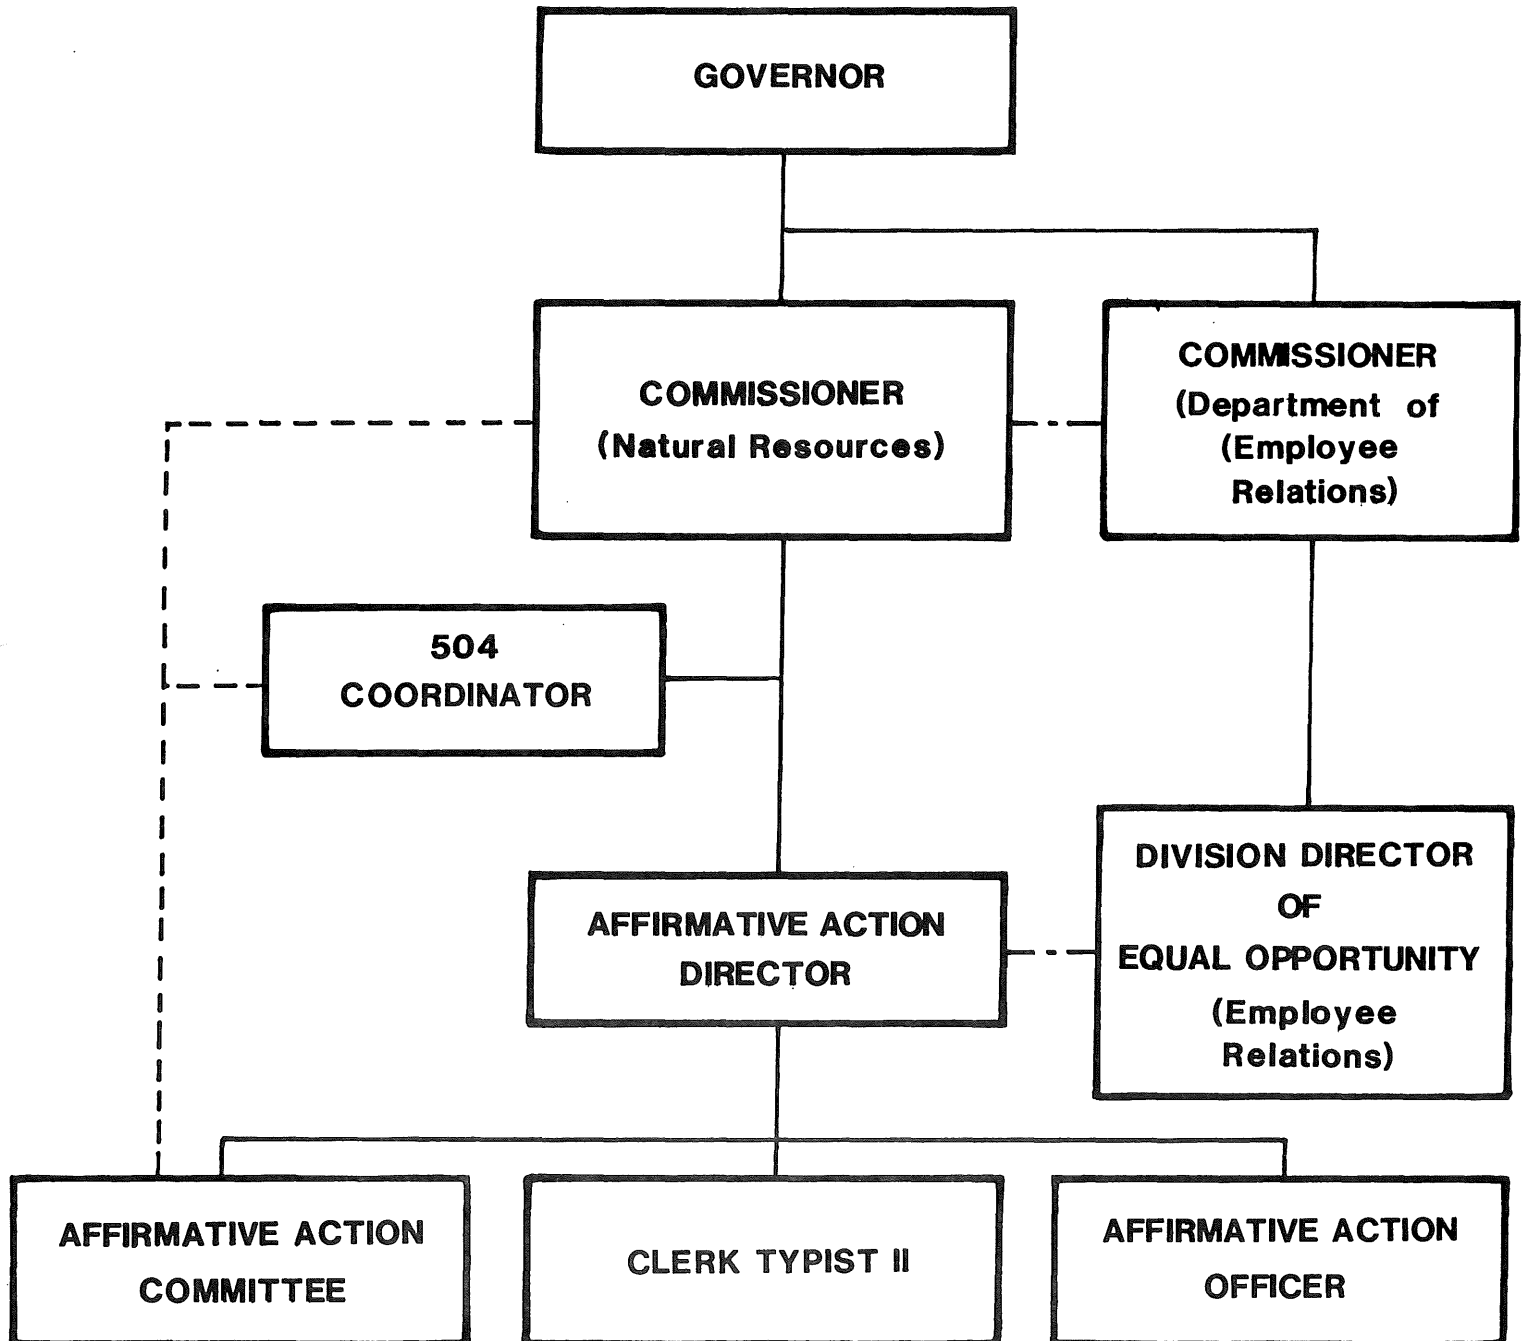 GOVERNOR
COMMISSIONER
(Natural Resources)
COMMISSIONER
(Department of
(Employee
Relations)
504
COORDINATOR
AFFIRMATIVE ACTION
DIRECTOR
DIVISION DIRECTOR
OF
EQUAL OPPORTUNITY
(Employee
Relations)
AFFIRMATIVE ACTION
COMMITTEE
CLERK TYPIST II
AFFIRMATIVE ACTION
OFFICER